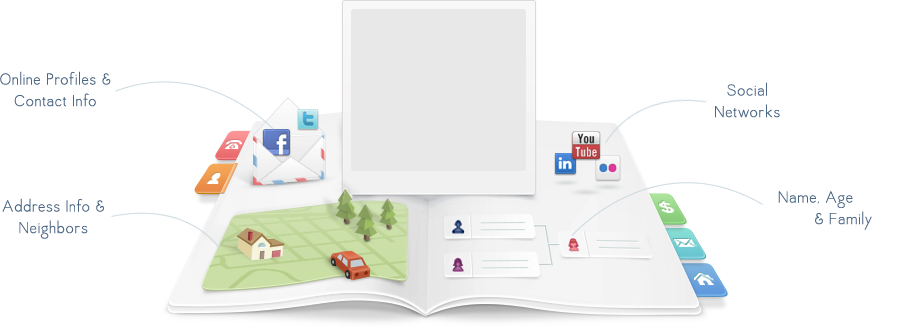 Online Profiles &
Contact Info
Social
Networks
You
Tube
in
f
t
Address Info &
Neighbors
Name, Age
& Family
$